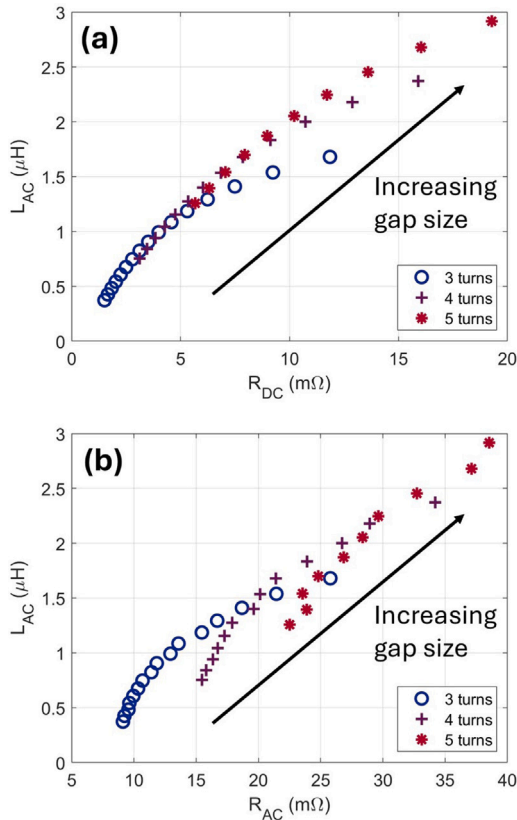 (a)
3
2.5
2
1.5
1
0.5
0
L_AC (μH)
Increasing
gap size
3 turns
4 turns
5 turns
0 5 10 15 20
R_DC (mΩ)
(b)
3
2.5
2
1.5
1
0.5
0
L_AC (μH)
Increasing
gap size
3 turns
4 turns
5 turns
5 10 15 20 25 30 35 40
R_AC (mΩ)